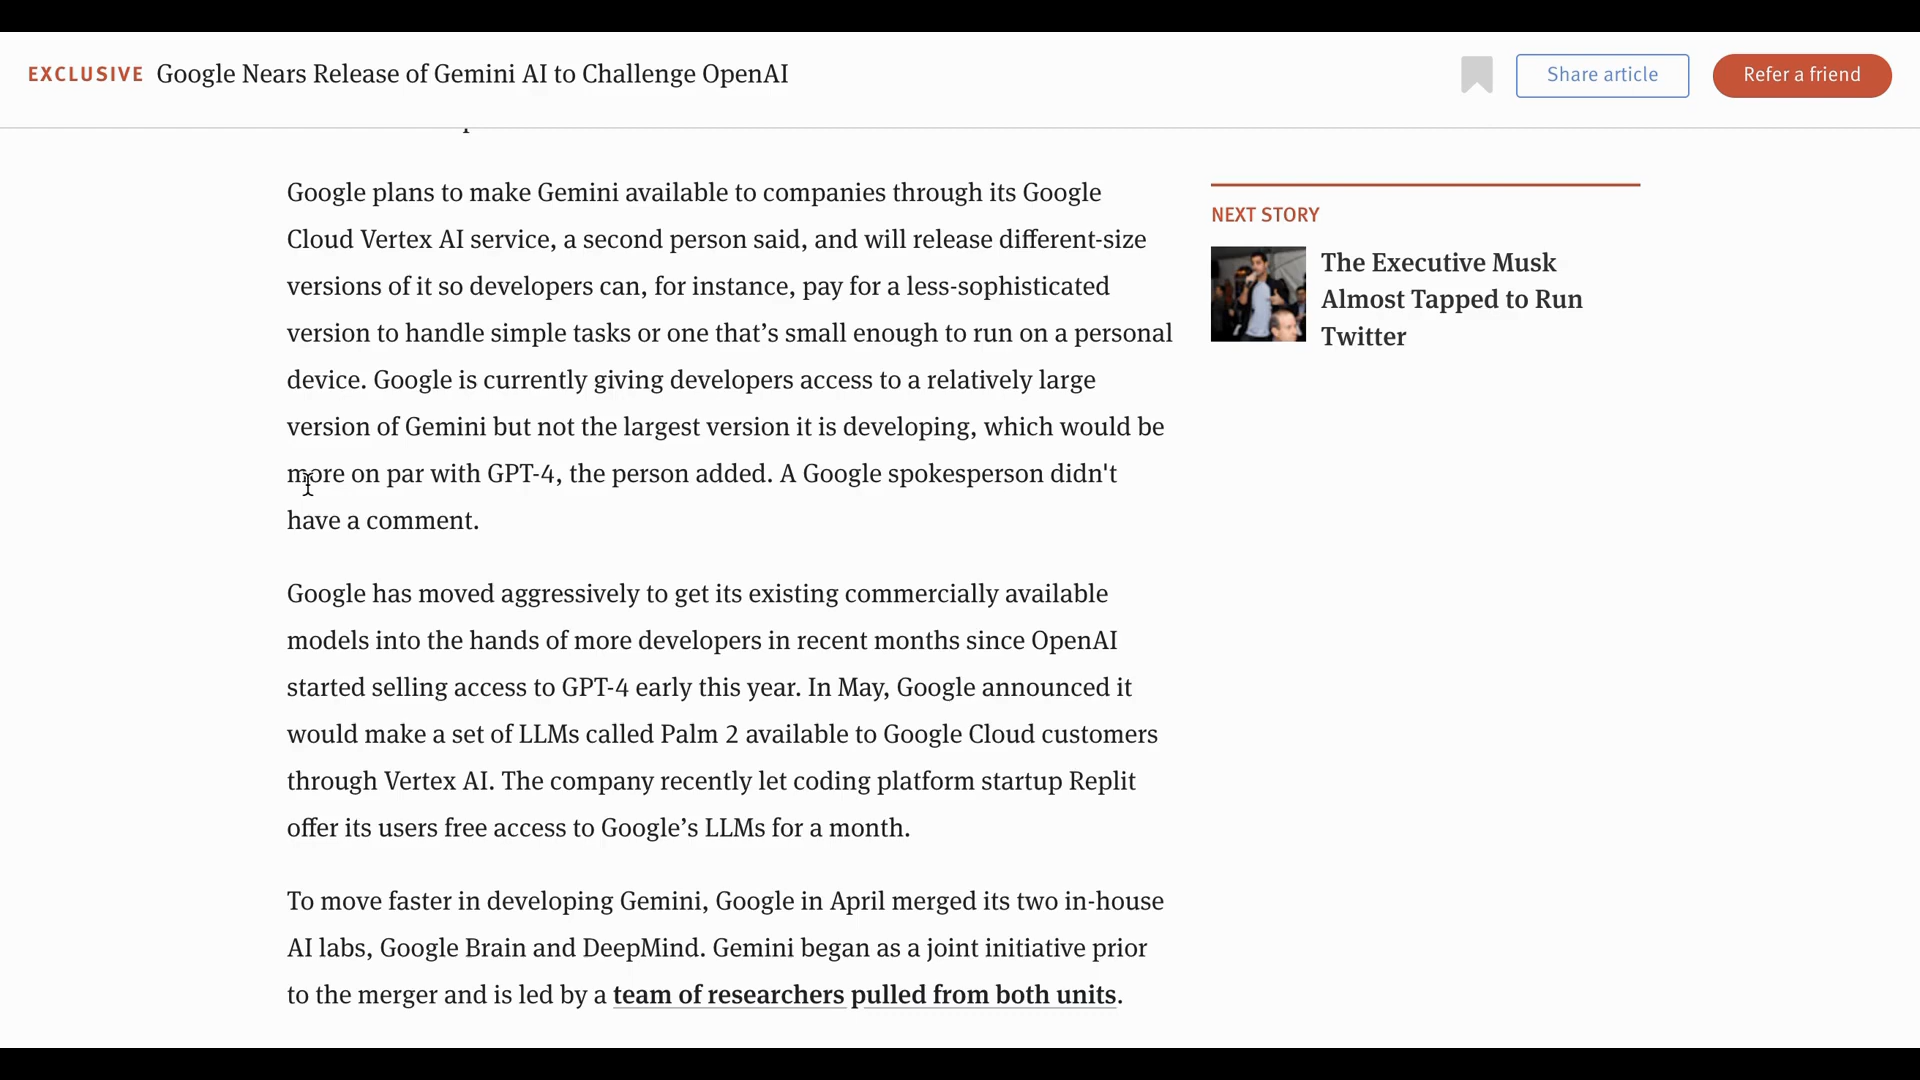 EXCLUSIVE Google Nears Release of Gemini AI to Challenge OpenAI
Share article
Refer a friend
Google plans to make Gemini available to companies through its Google
Cloud Vertex AI service, a second person said, and will release different-size
versions of it so developers can, for instance, pay for a less-sophisticated
version to handle simple tasks or one that’s small enough to run on a personal
device. Google is currently giving developers access to a relatively large
version of Gemini but not the largest version it is developing, which would be
more on par with GPT-4, the person added. A Google spokesperson didn't
have a comment.
Google has moved aggressively to get its existing commercially available
models into the hands of more developers in recent months since OpenAI
started selling access to GPT-4 early this year. In May, Google announced it
would make a set of LLMs called Palm 2 available to Google Cloud customers
through Vertex AI. The company recently let coding platform startup Replit
offer its users free access to Google’s LLMs for a month.
To move faster in developing Gemini, Google in April merged its two in-house
AI labs, Google Brain and DeepMind. Gemini began as a joint initiative prior
to the merger and is led by a team of researchers pulled from both units.
NEXT STORY
The Executive Musk
Almost Tapped to Run
Twitter